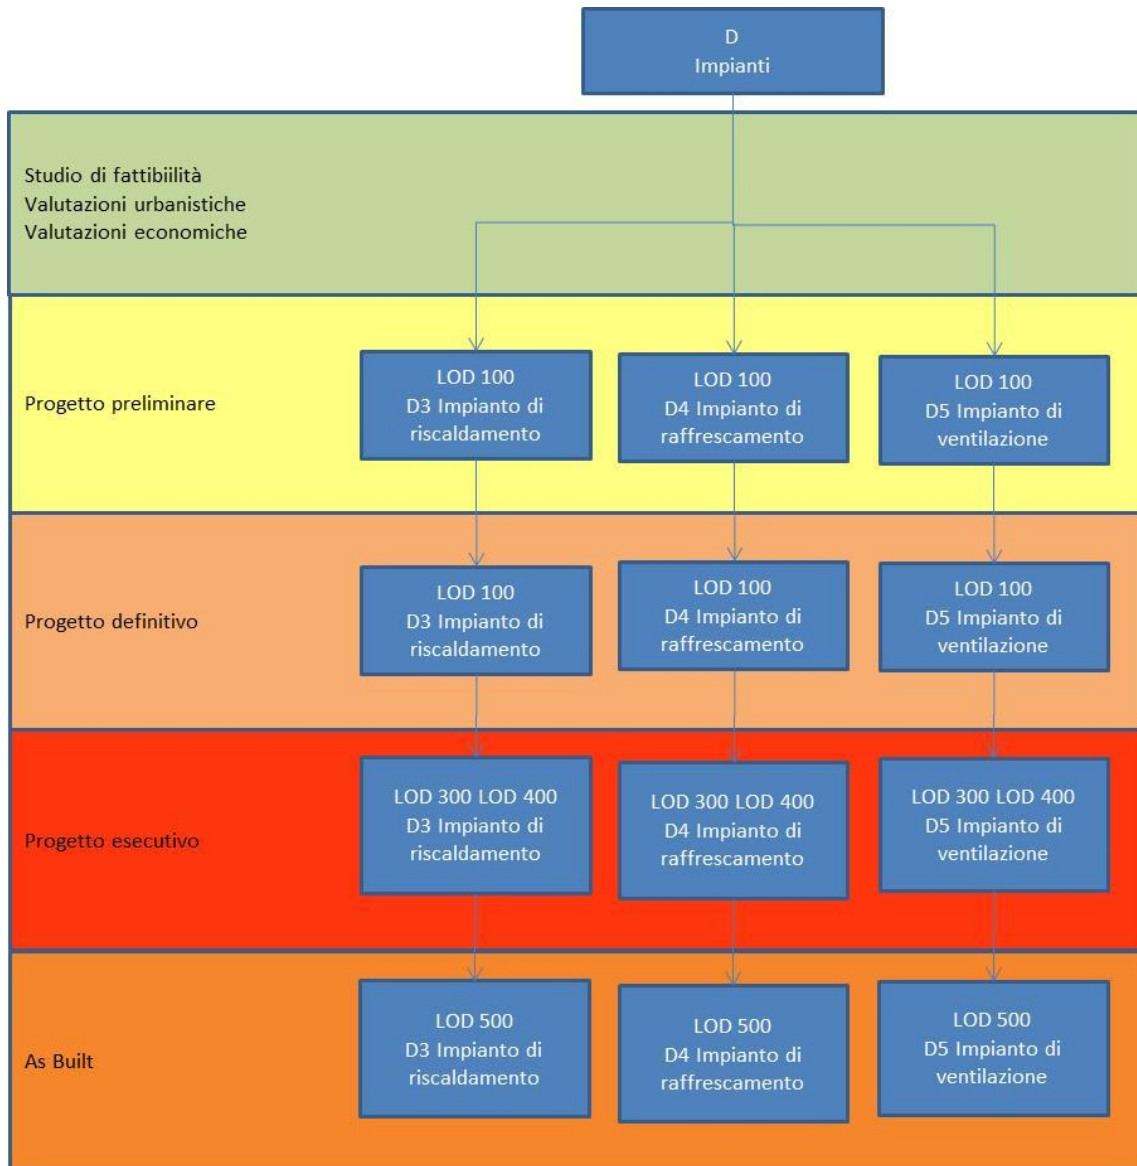 D
Impianti
Studio di fattibiilità
Valutazioni urbanistiche
Valutazioni economiche
Progetto preliminare
LOD 100
D3 Impianto di
riscaldamento
LOD 100
D4 Impianto di
raffrescamento
LOD 100
D5 Impianto di
ventilazione
Progetto definitivo
LOD 100
D3 Impianto di
riscaldamento
LOD 100
D4 Impianto di
raffrescamento
LOD 100
D5 Impianto di
ventilazione
Progetto esecutivo
LOD 300 LOD 400
D3 Impianto di
riscaldamento
LOD 300 LOD 400
D4 Impianto di
raffrescamento
LOD 300 LOD 400
D5 Impianto di
ventilazione
As Built
LOD 500
D3 Impianto di
riscaldamento
LOD 500
D4 Impianto di
raffrescamento
LOD 500
D5 Impianto di
ventilazione